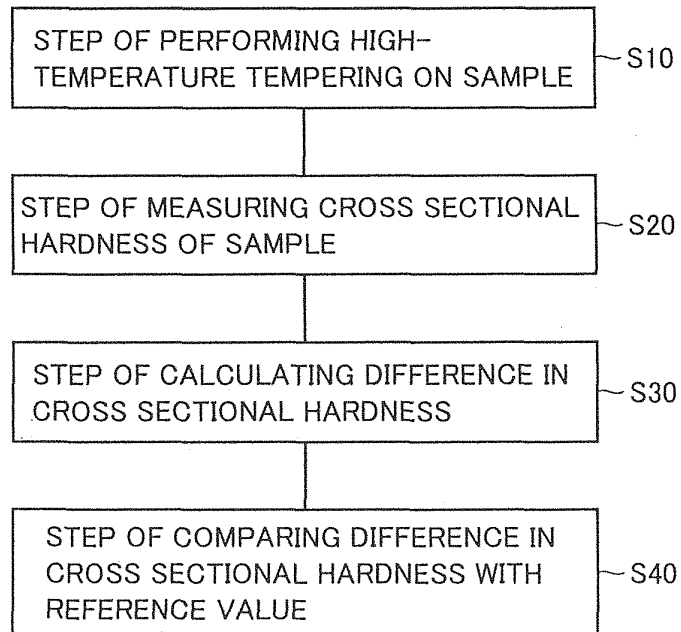 STEP OF PERFORMING HIGH-
TEMPERATURE TEMPERING ON SAMPLE
S10
STEP OF MEASURING CROSS SECTIONAL
HARDNESS OF SAMPLE
S20
STEP OF CALCULATING DIFFERENCE IN
CROSS SECTIONAL HARDNESS
S30
STEP OF COMPARING DIFFERENCE IN
CROSS SECTIONAL HARDNESS WITH
REFERENCE VALUE
S40